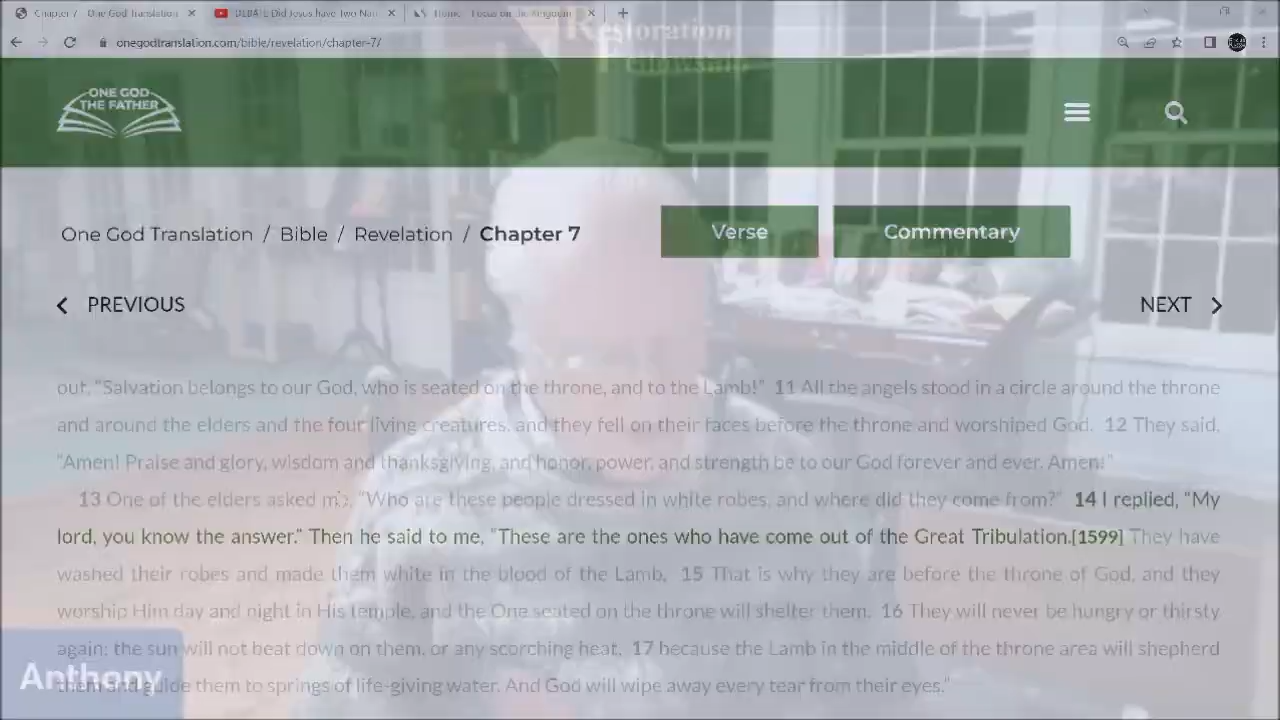 Chapter 7 - One God Translation
DEBATE Did Jesus have Two Nat
Home - Focus on the Kingdom
onegodtranslation.com/bible/revelation/chapter-7/
Restoration
Fellowship
ONE GOD
THE FATHER
One God Translation / Bible / Revelation / Chapter 7
Verse
Commentary
PREVIOUS
NEXT
out, “Salvation belongs to our God, who is seated on the throne, and to the Lamb!” 11 All the angels stood in a circle around the throne
and around the elders and the four living creatures, and they fell on their faces before the throne and worshiped God. 12 They said,
“Amen! Praise and glory, wisdom and thanksgiving, and honor, power, and strength be to our God forever and ever. Amen!”
13 One of the elders asked me, “Who are these people dressed in white robes, and where did they come from?” 14 I replied, “My
lord, you know the answer.” Then he said to me, “These are the ones who have come out of the Great Tribulation.[1599] They have
washed their robes and made them white in the blood of the Lamb. 15 That is why they are before the throne of God, and they
worship Him day and night in His temple, and the One seated on the throne will shelter them. 16 They will never be hungry or thirsty
again; the sun will not beat down on them, or any scorching heat, 17 because the Lamb in the middle of the throne area will shepherd
them and guide them to springs of life-giving water. And God will wipe away every tear from their eyes.”
Anthony